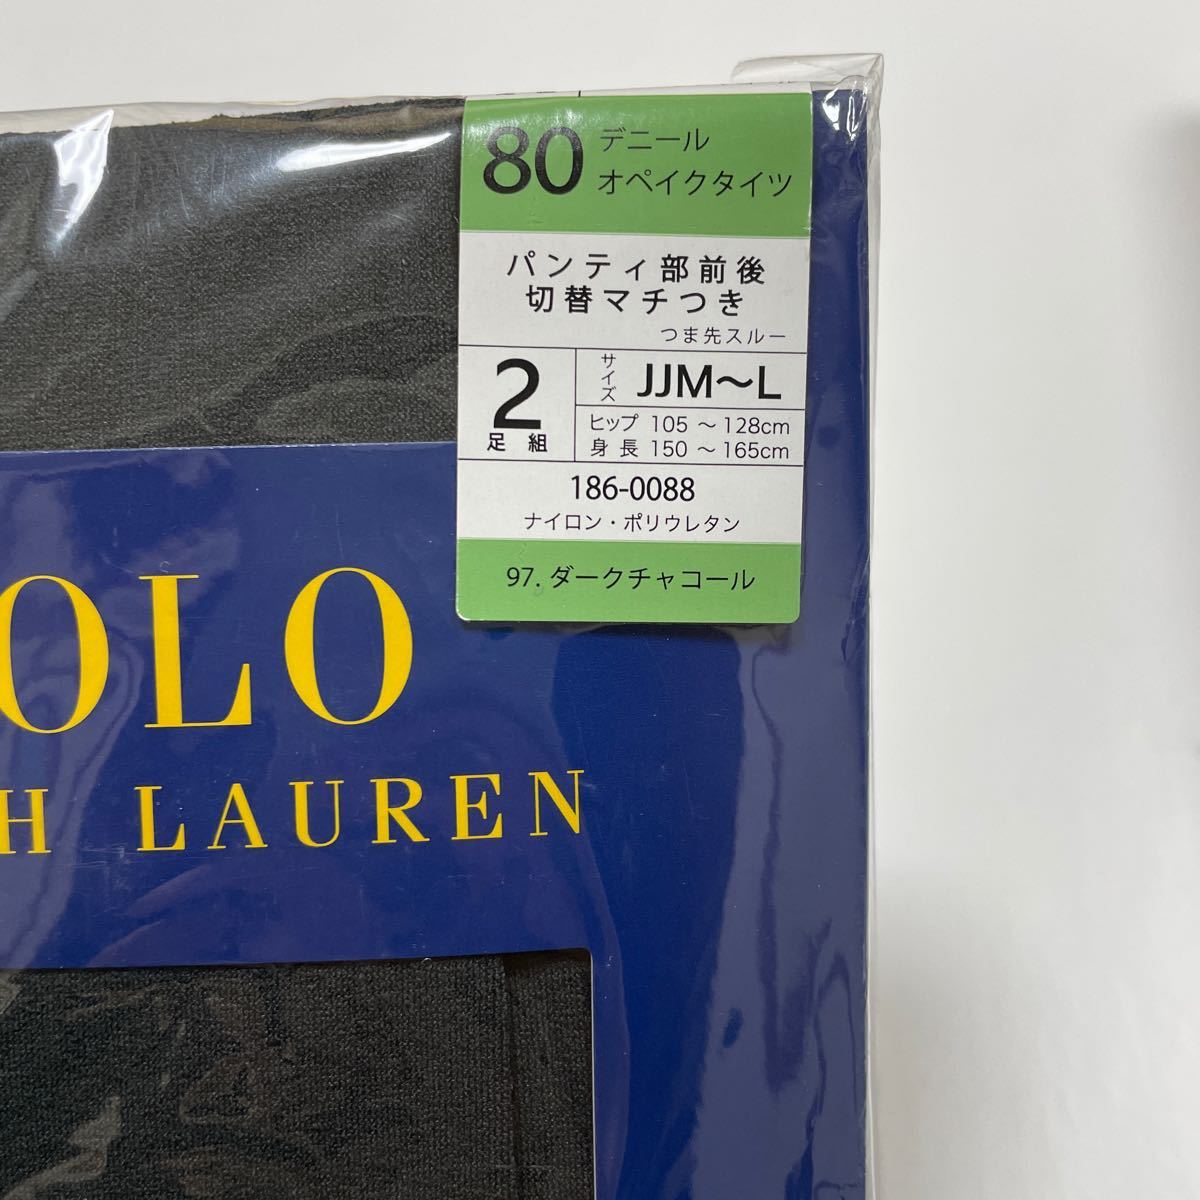 80 デニール
オペイクタイツ
パンティ部前後
切替マチつき
つま先スルー
2
足組
サイズ JJM〜L
ヒップ 105 〜 128cm
身長 150 〜 165cm
186-0088
ナイロン・ポリウレタン
97. ダークチャコール
OLO
H LAUREN